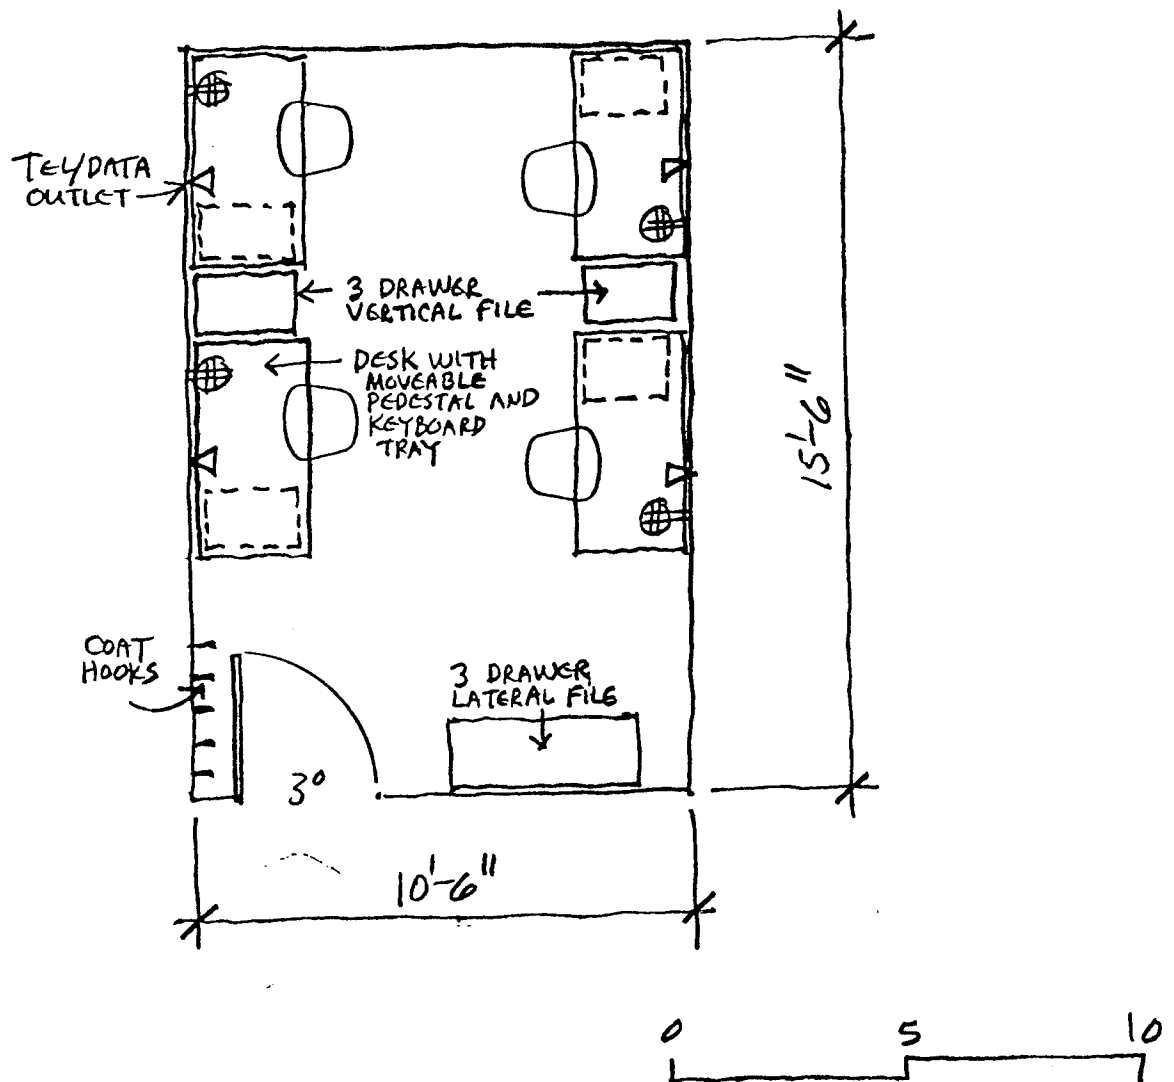 TEL/DATA
OUTLET
3 DRAWER
VERTICAL FILE
DESK WITH
MOVEABLE
PEDESTAL AND
KEYBOARD
TRAY
15'-6"
COAT
HOOKS
3 DRAWER
LATERAL FILE
3⁰
10'-6"
0 5 10